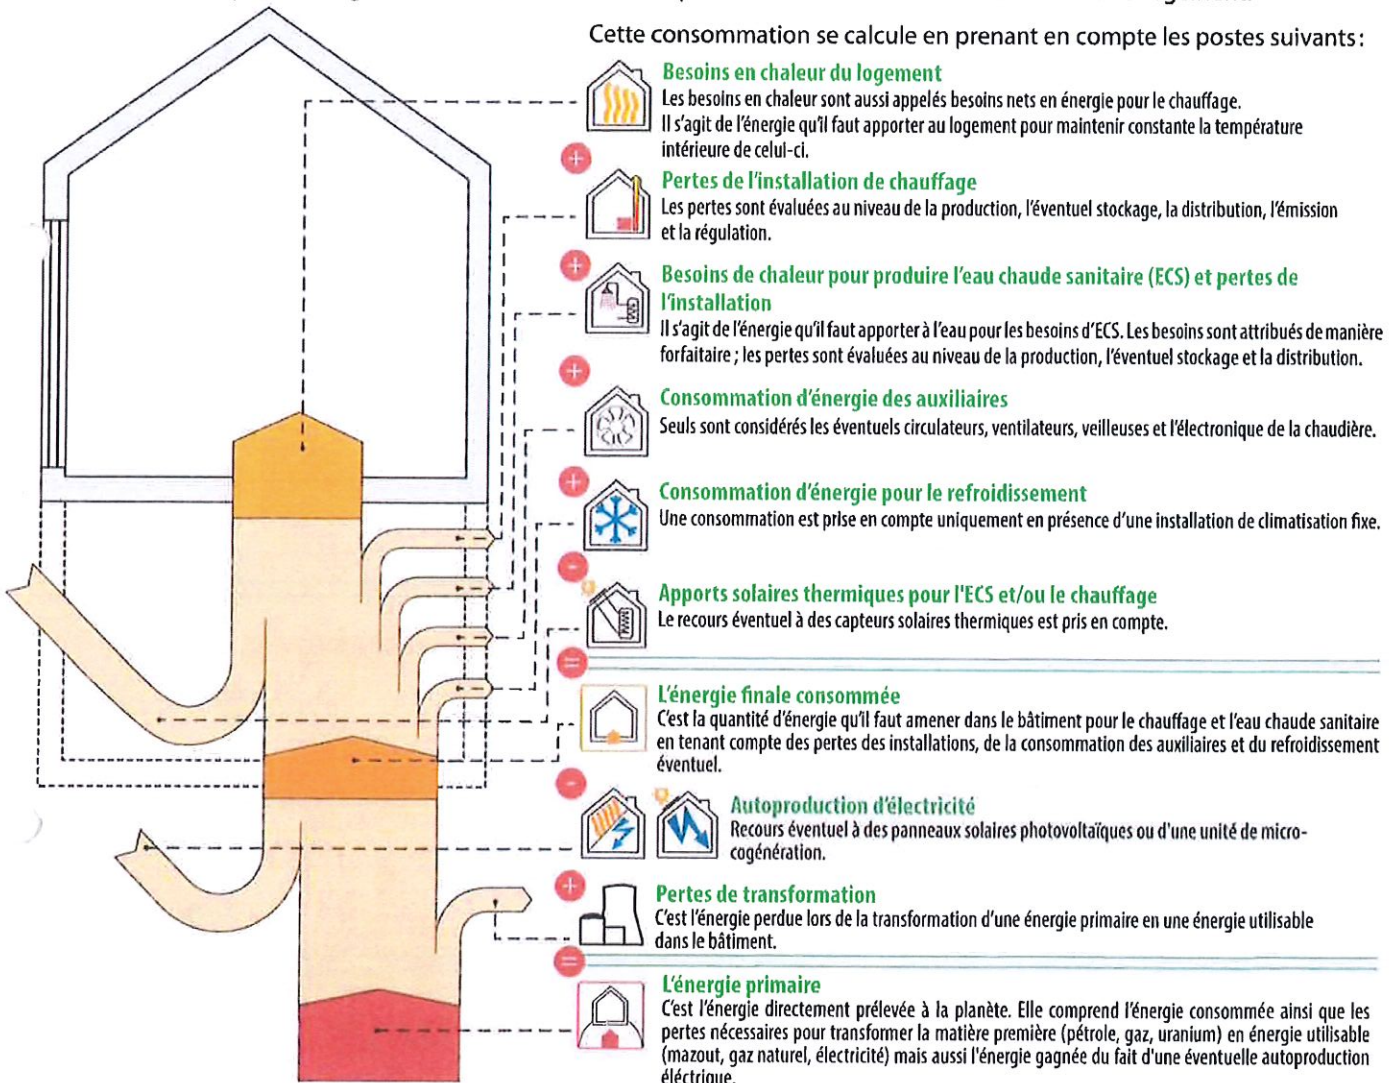 Cette consommation se calcule en prenant en compte les postes suivants :
Besoins en chaleur du logement
Les besoins en chaleur sont aussi appelés besoins nets en énergie pour le chauffage.
Il s'agit de l'énergie qu'il faut apporter au logement pour maintenir constante la température
intérieure de celui-ci.
+
Pertes de l'installation de chauffage
Les pertes sont évaluées au niveau de la production, l'éventuel stockage, la distribution, l'émission
et la régulation.
+
Besoins de chaleur pour produire l'eau chaude sanitaire (ECS) et pertes de
l'installation
Il s'agit de l'énergie qu'il faut apporter à l'eau pour les besoins d'ECS. Les besoins sont attribués de manière
forfaitaire ; les pertes sont évaluées au niveau de la production, l'éventuel stockage et la distribution.
+
Consommation d'énergie des auxiliaires
Seuls sont considérés les éventuels circulateurs, ventilateurs, veilleuses et l'électronique de la chaudière.
+
Consommation d'énergie pour le refroidissement
Une consommation est prise en compte uniquement en présence d'une installation de climatisation fixe.
-
Apports solaires thermiques pour l'ECS et/ou le chauffage
Le recours éventuel à des capteurs solaires thermiques est pris en compte.
=
L'énergie finale consommée
C'est la quantité d'énergie qu'il faut amener dans le bâtiment pour le chauffage et l'eau chaude sanitaire
en tenant compte des pertes des installations, de la consommation des auxiliaires et du refroidissement
éventuel.
-
Autoproduction d'électricité
Recours éventuel à des panneaux solaires photovoltaïques ou d'une unité de micro-
cogénération.
+
Pertes de transformation
C'est l'énergie perdue lors de la transformation d'une énergie primaire en une énergie utilisable
dans le bâtiment.
=
L'énergie primaire
C'est l'énergie directement prélevée à la planète. Elle comprend l'énergie consommée ainsi que les
pertes nécessaires pour transformer la matière première (pétrole, gaz, uranium) en énergie utilisable
(mazout, gaz naturel, électricité) mais aussi l'énergie gagnée du fait d'une éventuelle autoproduction
éléctrique.